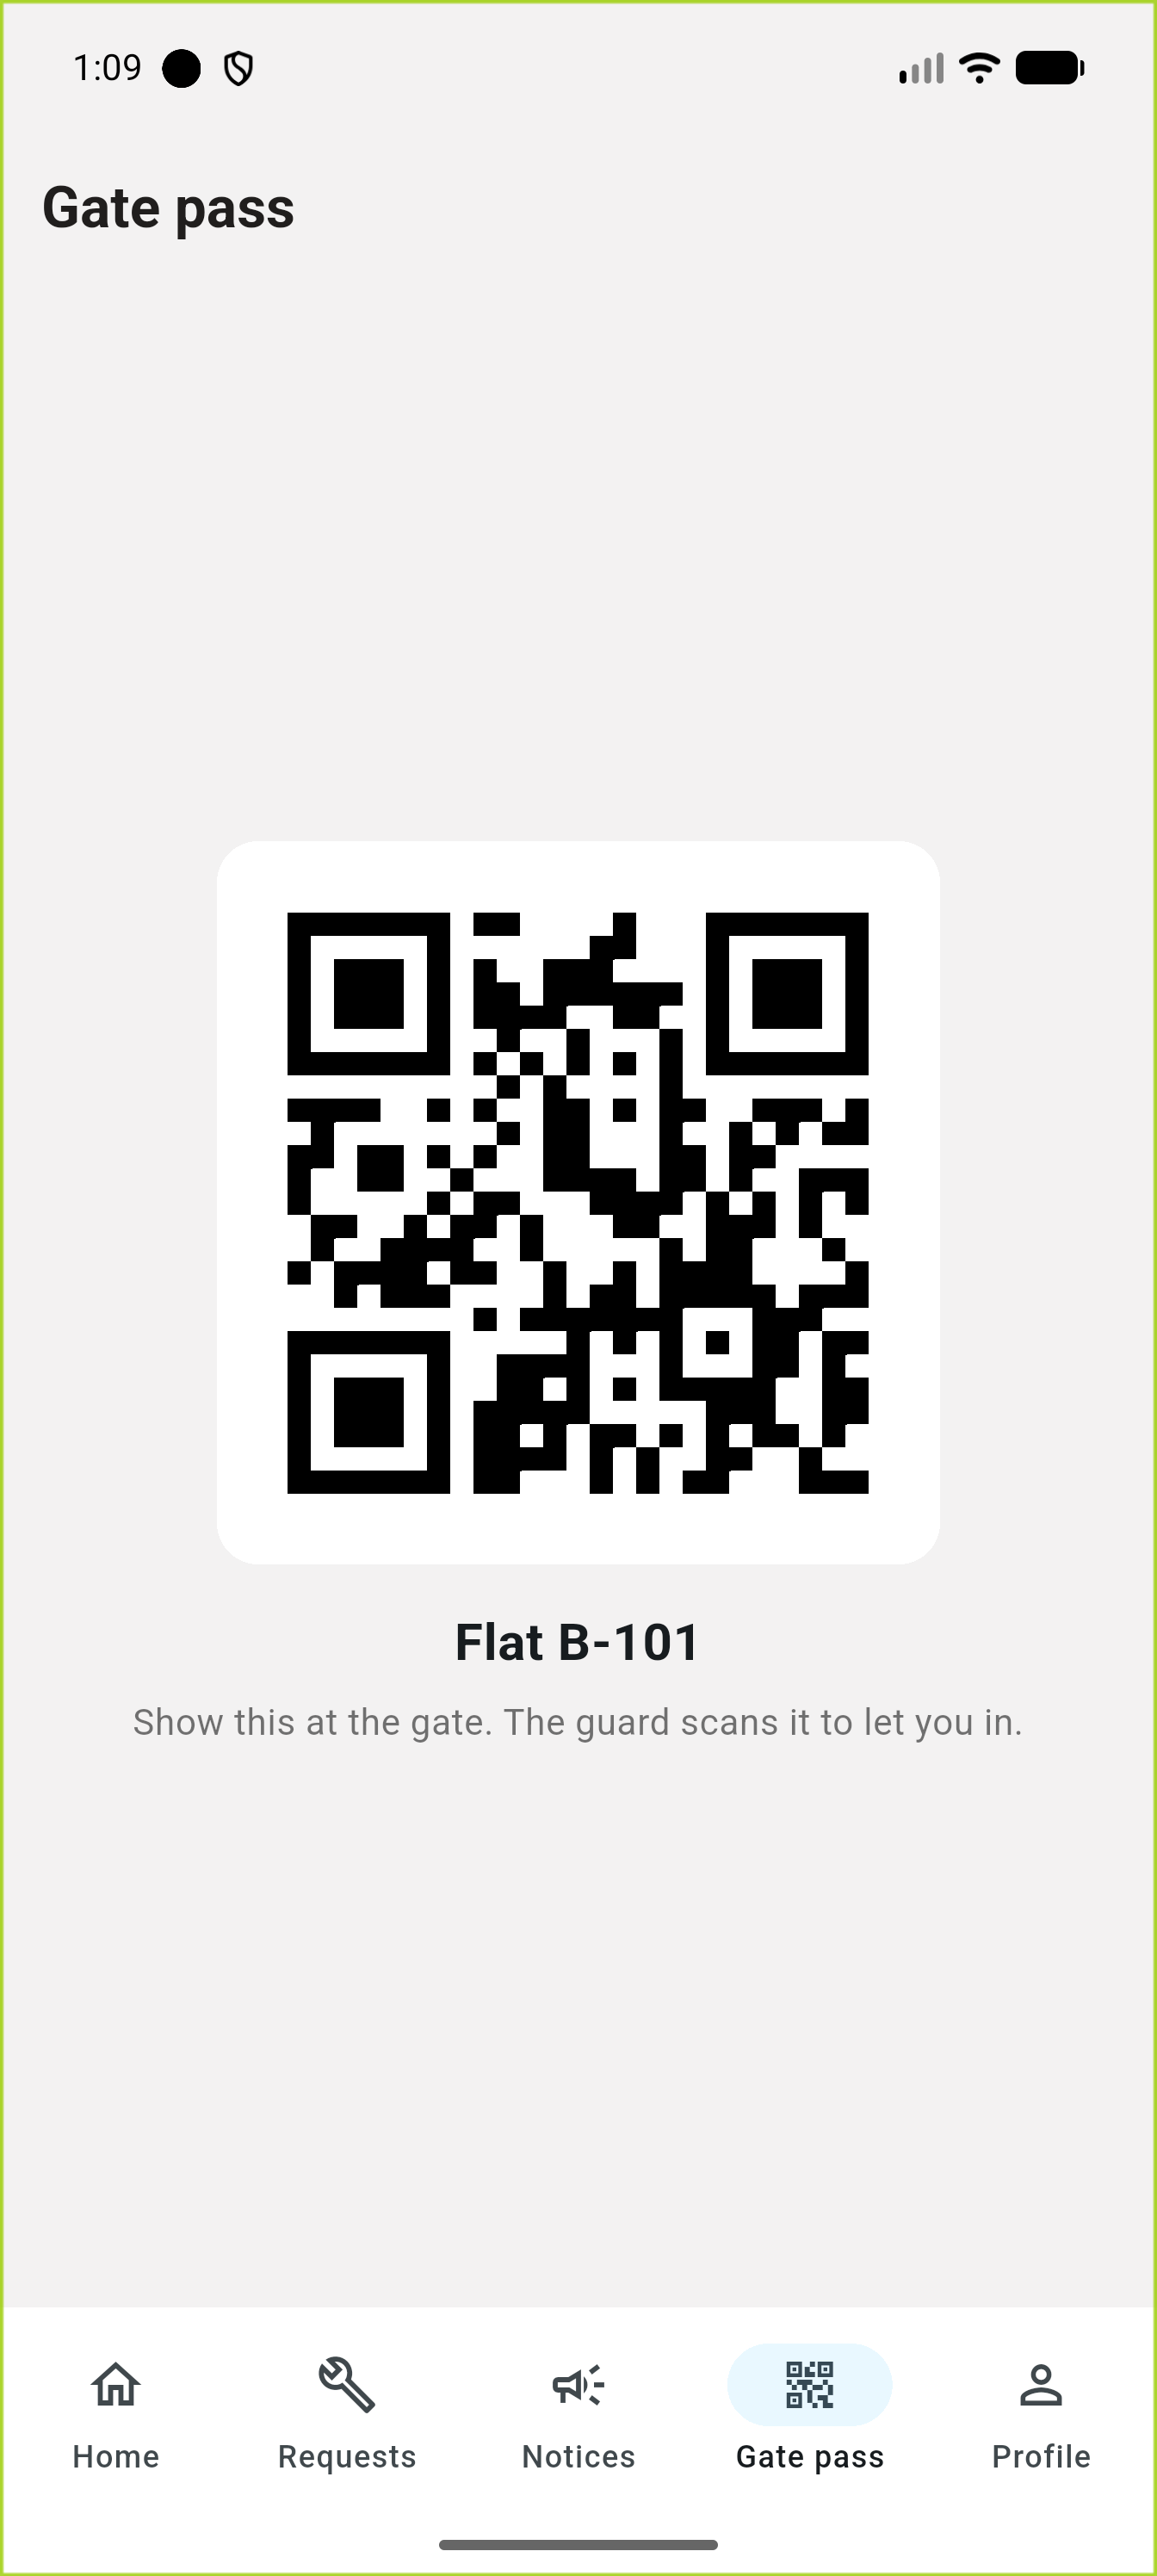 1:09
Gate pass
Flat B-101
Show this at the gate. The guard scans it to let you in.
Home
Requests
Notices
Gate pass
Profile